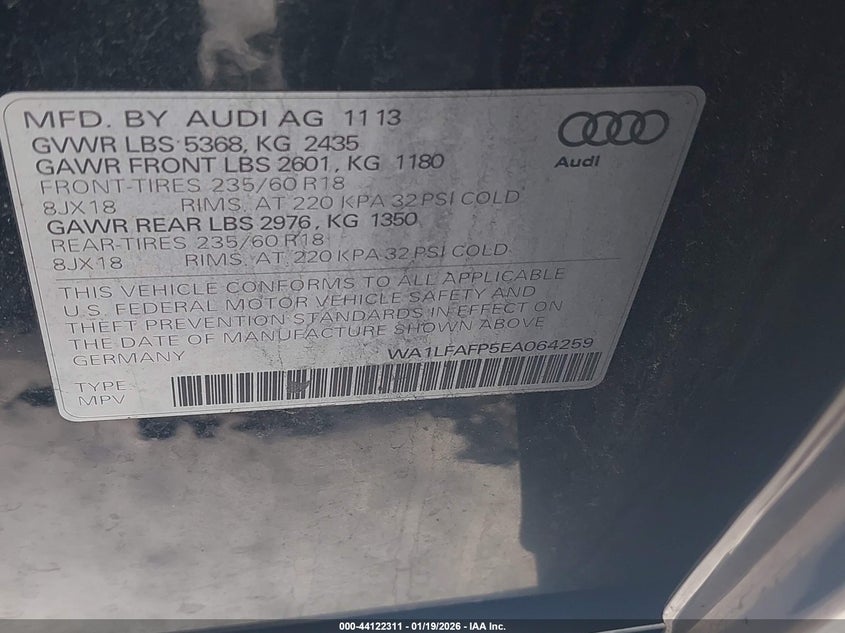 MFD. BY AUDI AG 11 13
GVWR LBS 5368, KG 2435
GAWR FRONT LBS 2601, KG 1180
FRONT-TIRES 235/60 R18
8JX18 RIMS. AT 220 KPA 32 PSI COLD
GAWR REAR LBS 2976, KG 1350
REAR-TIRES 235/60 R18
8JX18 RIMS. AT 220 KPA 32 PSI COLD
Audi
THIS VEHICLE CONFORMS TO ALL APPLICABLE
U.S. FEDERAL MOTOR VEHICLE SAFETY AND
THEFT PREVENTION STANDARDS IN EFFECT ON
THE DATE OF MANUFACTURE SHOWN ABOVE
GERMANY WA1LFAFP5EA064259
TYPE
MPV
000-44122311 - 01/19/2026 - IAA Inc.